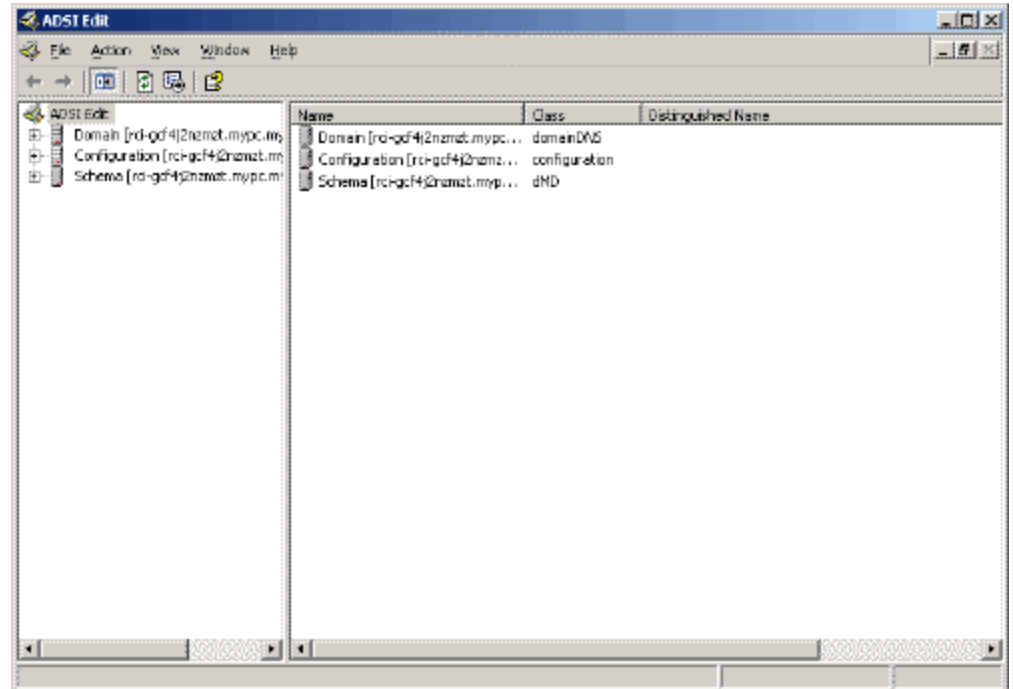 ADSI Edit
File Action View Window Help
ADSI Edit
Domain [rci-gcf4j2nzmzt.mypc.my
Configuration [rci-gcf4j2nzmzt.my
Schema [rci-gcf4j2nzmzt.mypc.m
Name Class Distinguished Name
Domain [rci-gcf4j2nzmzt.mypc... domainDNS
Configuration [rci-gcf4j2nzmz... configuration
Schema [rci-gcf4j2nzmzt.myp... dMD